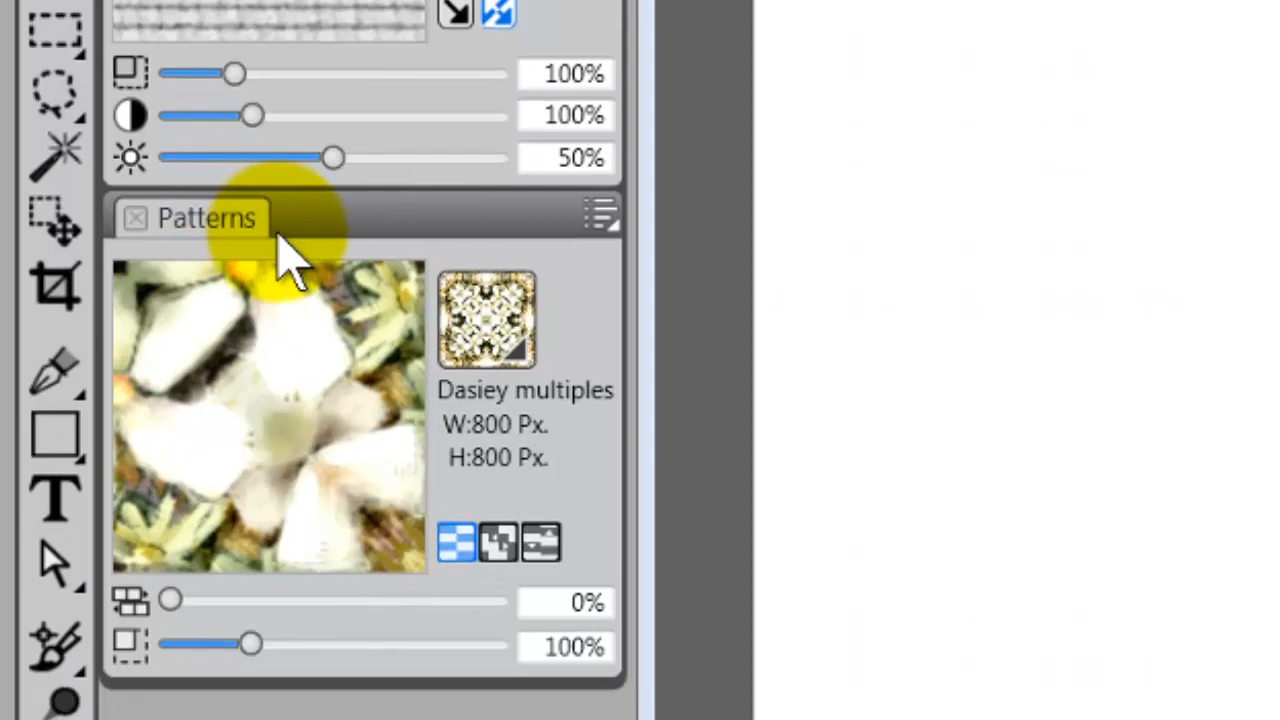 100%
100%
50%
Patterns
Dasiey multiples
W:800 Px.
H:800 Px.
0%
100%